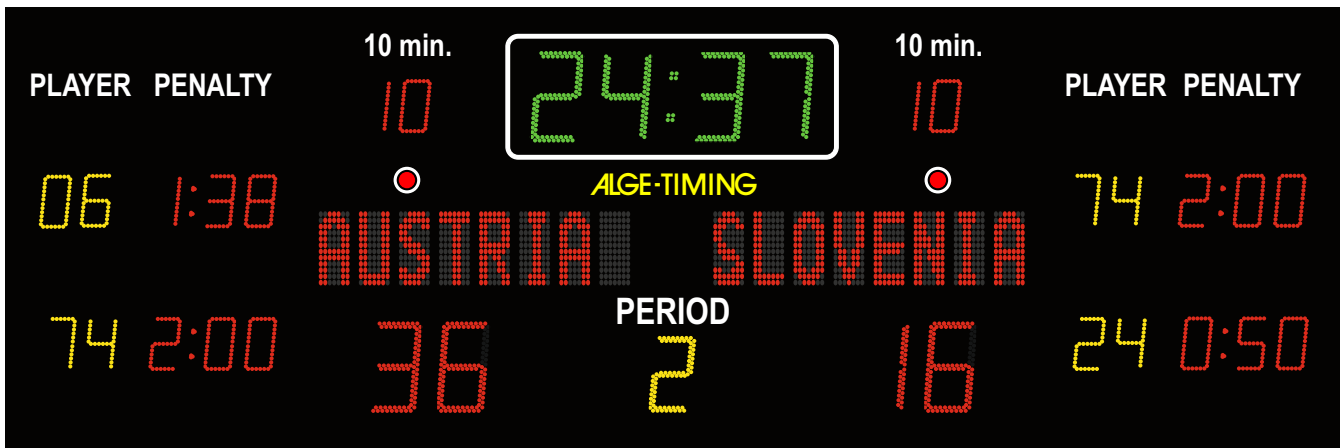 10 min.
24:37
10 min.
PLAYER PENALTY
10
10
PLAYER PENALTY
06 1:38
ALGE-TIMING
74 2:00
AUSTRIA
SLOVENIA
PERIOD
74 2:00
36
2
16
24 0:50